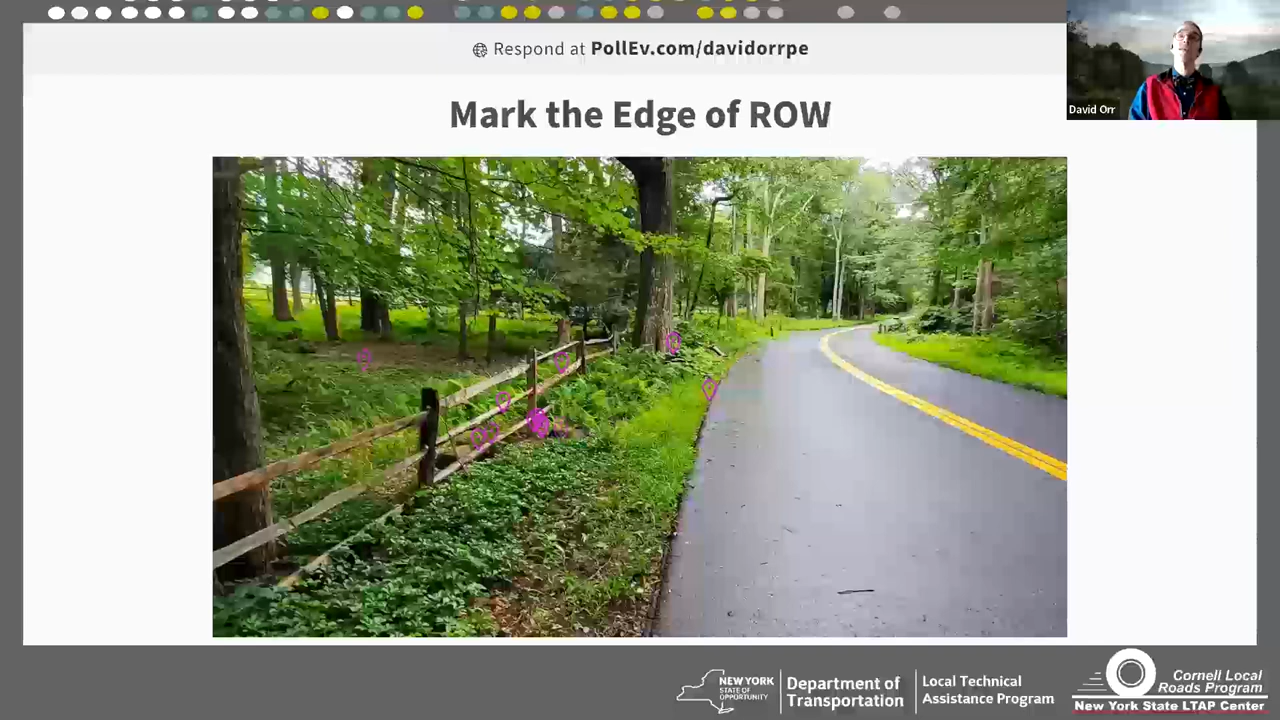 Respond at PollEv.com/davidorrpe
David Orr
Mark the Edge of ROW
NEW YORK
STATE OF
OPPORTUNITY
Department of
Transportation
Local Technical
Assistance Program
Cornell Local
Roads Program
New York State LTAP Center